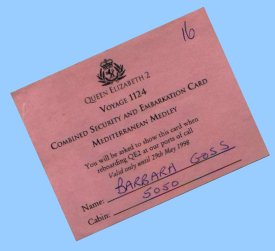 16
QUEEN ELIZABETH 2
VOYAGE 1124
COMBINED SECURITY AND EMBARKATION CARD
MEDITERRANEAN MEDLEY
You will be asked to show this card when
reboarding QE2 at our ports of call
Valid only until 29th May 1998
Name: BARBARA GOSS
Cabin: 5050